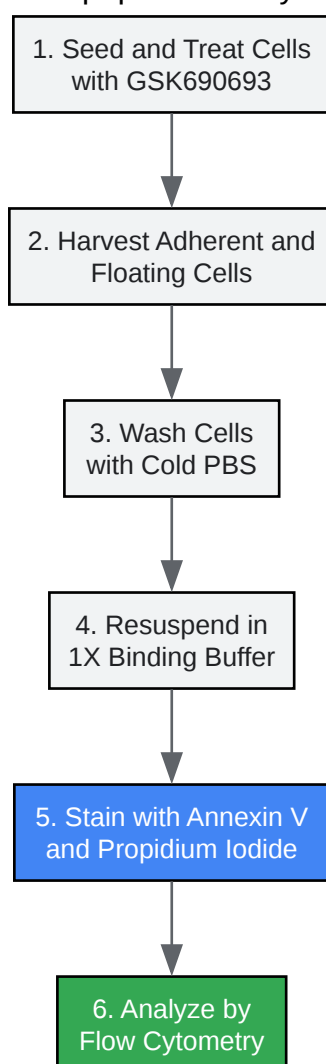 1. Seed and Treat Cells
with GSK690693
2. Harvest Adherent and
Floating Cells
3. Wash Cells
with Cold PBS
4. Resuspend in
1X Binding Buffer
5. Stain with Annexin V
and Propidium Iodide
6. Analyze by
Flow Cytometry